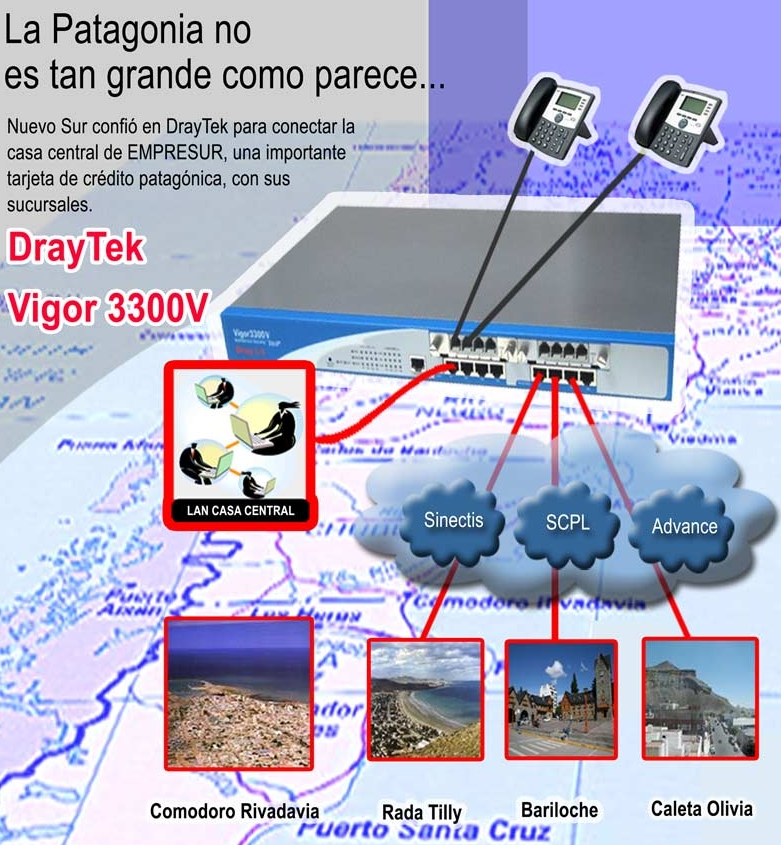 La Patagonia no
es tan grande como parece...
Nuevo Sur confió en DrayTek para conectar la
casa central de EMPRESUR, una importante
tarjeta de crédito patagónica, con sus
sucursales.
DrayTek
Vigor 3300V
Vigor3300V
LAN CASA CENTRAL
Sinectis
SCPL
Advance
Viedma
Puerto
Comodoro Rivadavia
Comodoro Rivadavia
Rada Tilly
Bariloche
Caleta Olivia
Puerto Santa Cruz